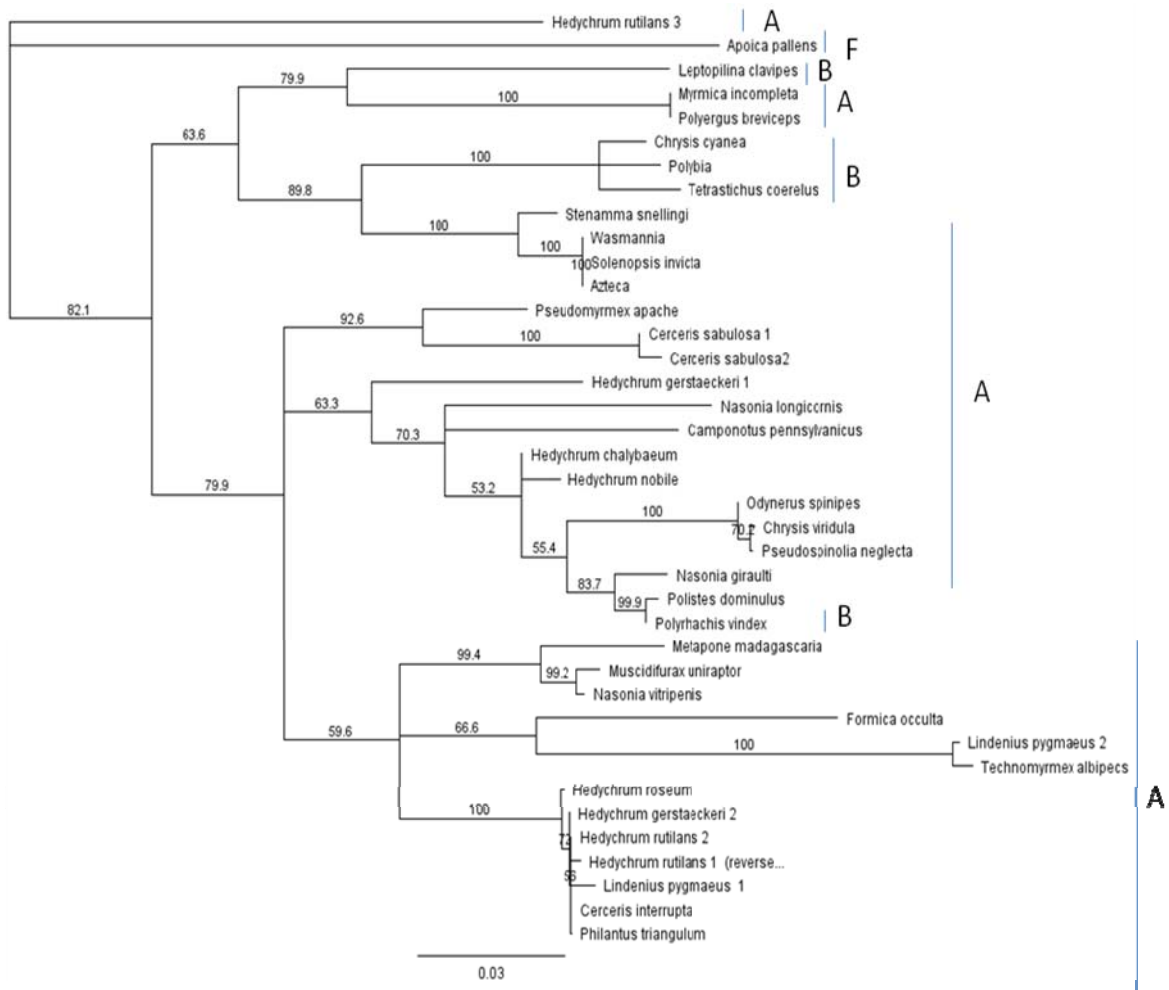 Hedychrum rutilans 3
A
Apoica pallens
F
Leptopilina clavipes
B
79.9
Myrmica incompleta
A
100
Polyergus breviceps
63.6
Chrysis cyanea
100
Polybia
B
89.8
Tetrastichus coerelus
Stenamma snellingi
100
Wasmannia
100
100
Solenopsis invicta
Azteca
82.1
Pseudomyrmex apache
92.6
Cerceris sabulosa 1
100
Cerceris sabulosa2
Hedychrum gerstaeckeri 1
A
63.3
Nasonia longiccrnis
70.3
Camponotus pennsylvanicus
Hedychrum chalybaeum
Hedychrum nobile
53.2
79.9
Odynerus spinipes
100
70.2
Chrysis viridula
55.4
Pseudospinolia neglecta
Nasonia giraulti
83.7
Polistes dominulus
99.9
Polyrhachis vindex
B
Metapone madagascaria
99.4
Muscidifurax uniraptor
99.2
Nasonia vitripenis
59.6
Formica occulta
66.6
Lindenius pygmaeus 2
100
Technomyrmex albipecs
Hedychrum roseum
A
100
Hedychrum gerstaeckeri 2
72
Hedychrum rutilans 2
Hedychrum rutilans 1 (reverse...
56
Lindenius pygmaeus 1
Cerceris interrupta
Philantus triangulum
0.03